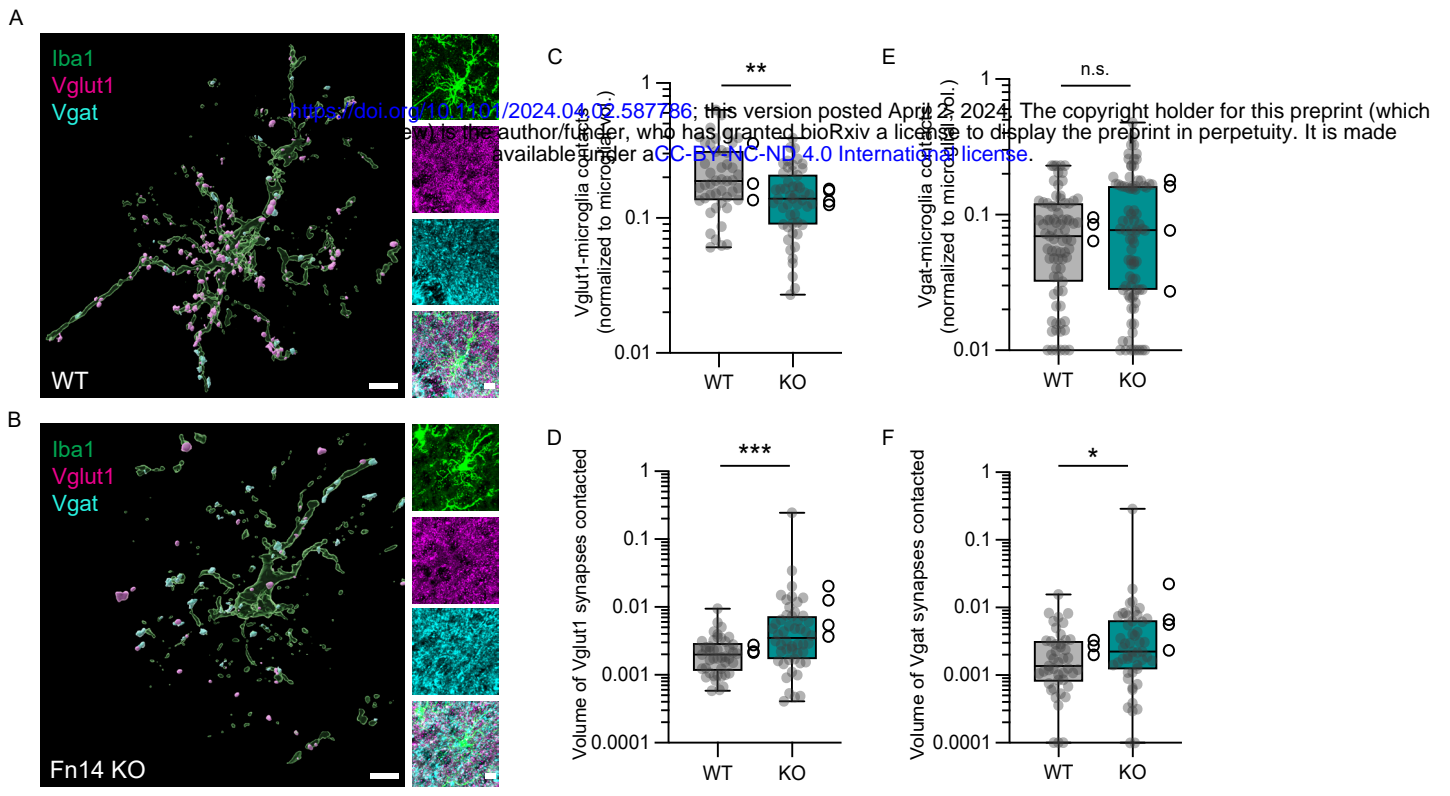 A
Iba1
Vglut1
Vgat
WT
B
Iba1
Vglut1
Vgat
Fn14 KO
https://doi.org/10.1101/2024.04.02.587786; this version posted April 2, 2024. The copyright holder for this preprint (which
is the author/funder, who has granted bioRxiv a license to display the preprint in perpetuity. It is made
available under aCC-BY-NC-ND 4.0 International license.
C
**
Vglut1-microglia contacts
(normalized to microglial vol.)
1
0.1
0.01
WT
KO
D
***
Volume of Vglut1 synapses contacted
1
0.1
0.01
0.001
0.0001
WT
KO
E
n.s.
Vgat-microglia contacts
(normalized to microglial vol.)
1
0.1
0.01
WT
KO
F
*
Volume of Vgat synapses contacted
1
0.1
0.01
0.001
0.0001
WT
KO